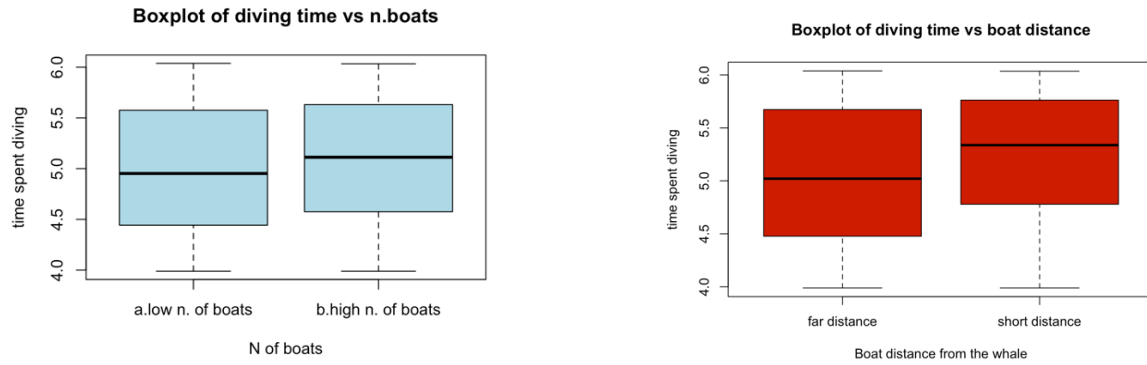 Boxplot of diving time vs n.boats
time spent diving
6.0
5.5
5.0
4.5
4.0
a.low n. of boats b.high n. of boats
N of boats
Boxplot of diving time vs boat distance
time spent diving
6.0
5.5
5.0
4.5
4.0
far distance short distance
Boat distance from the whale